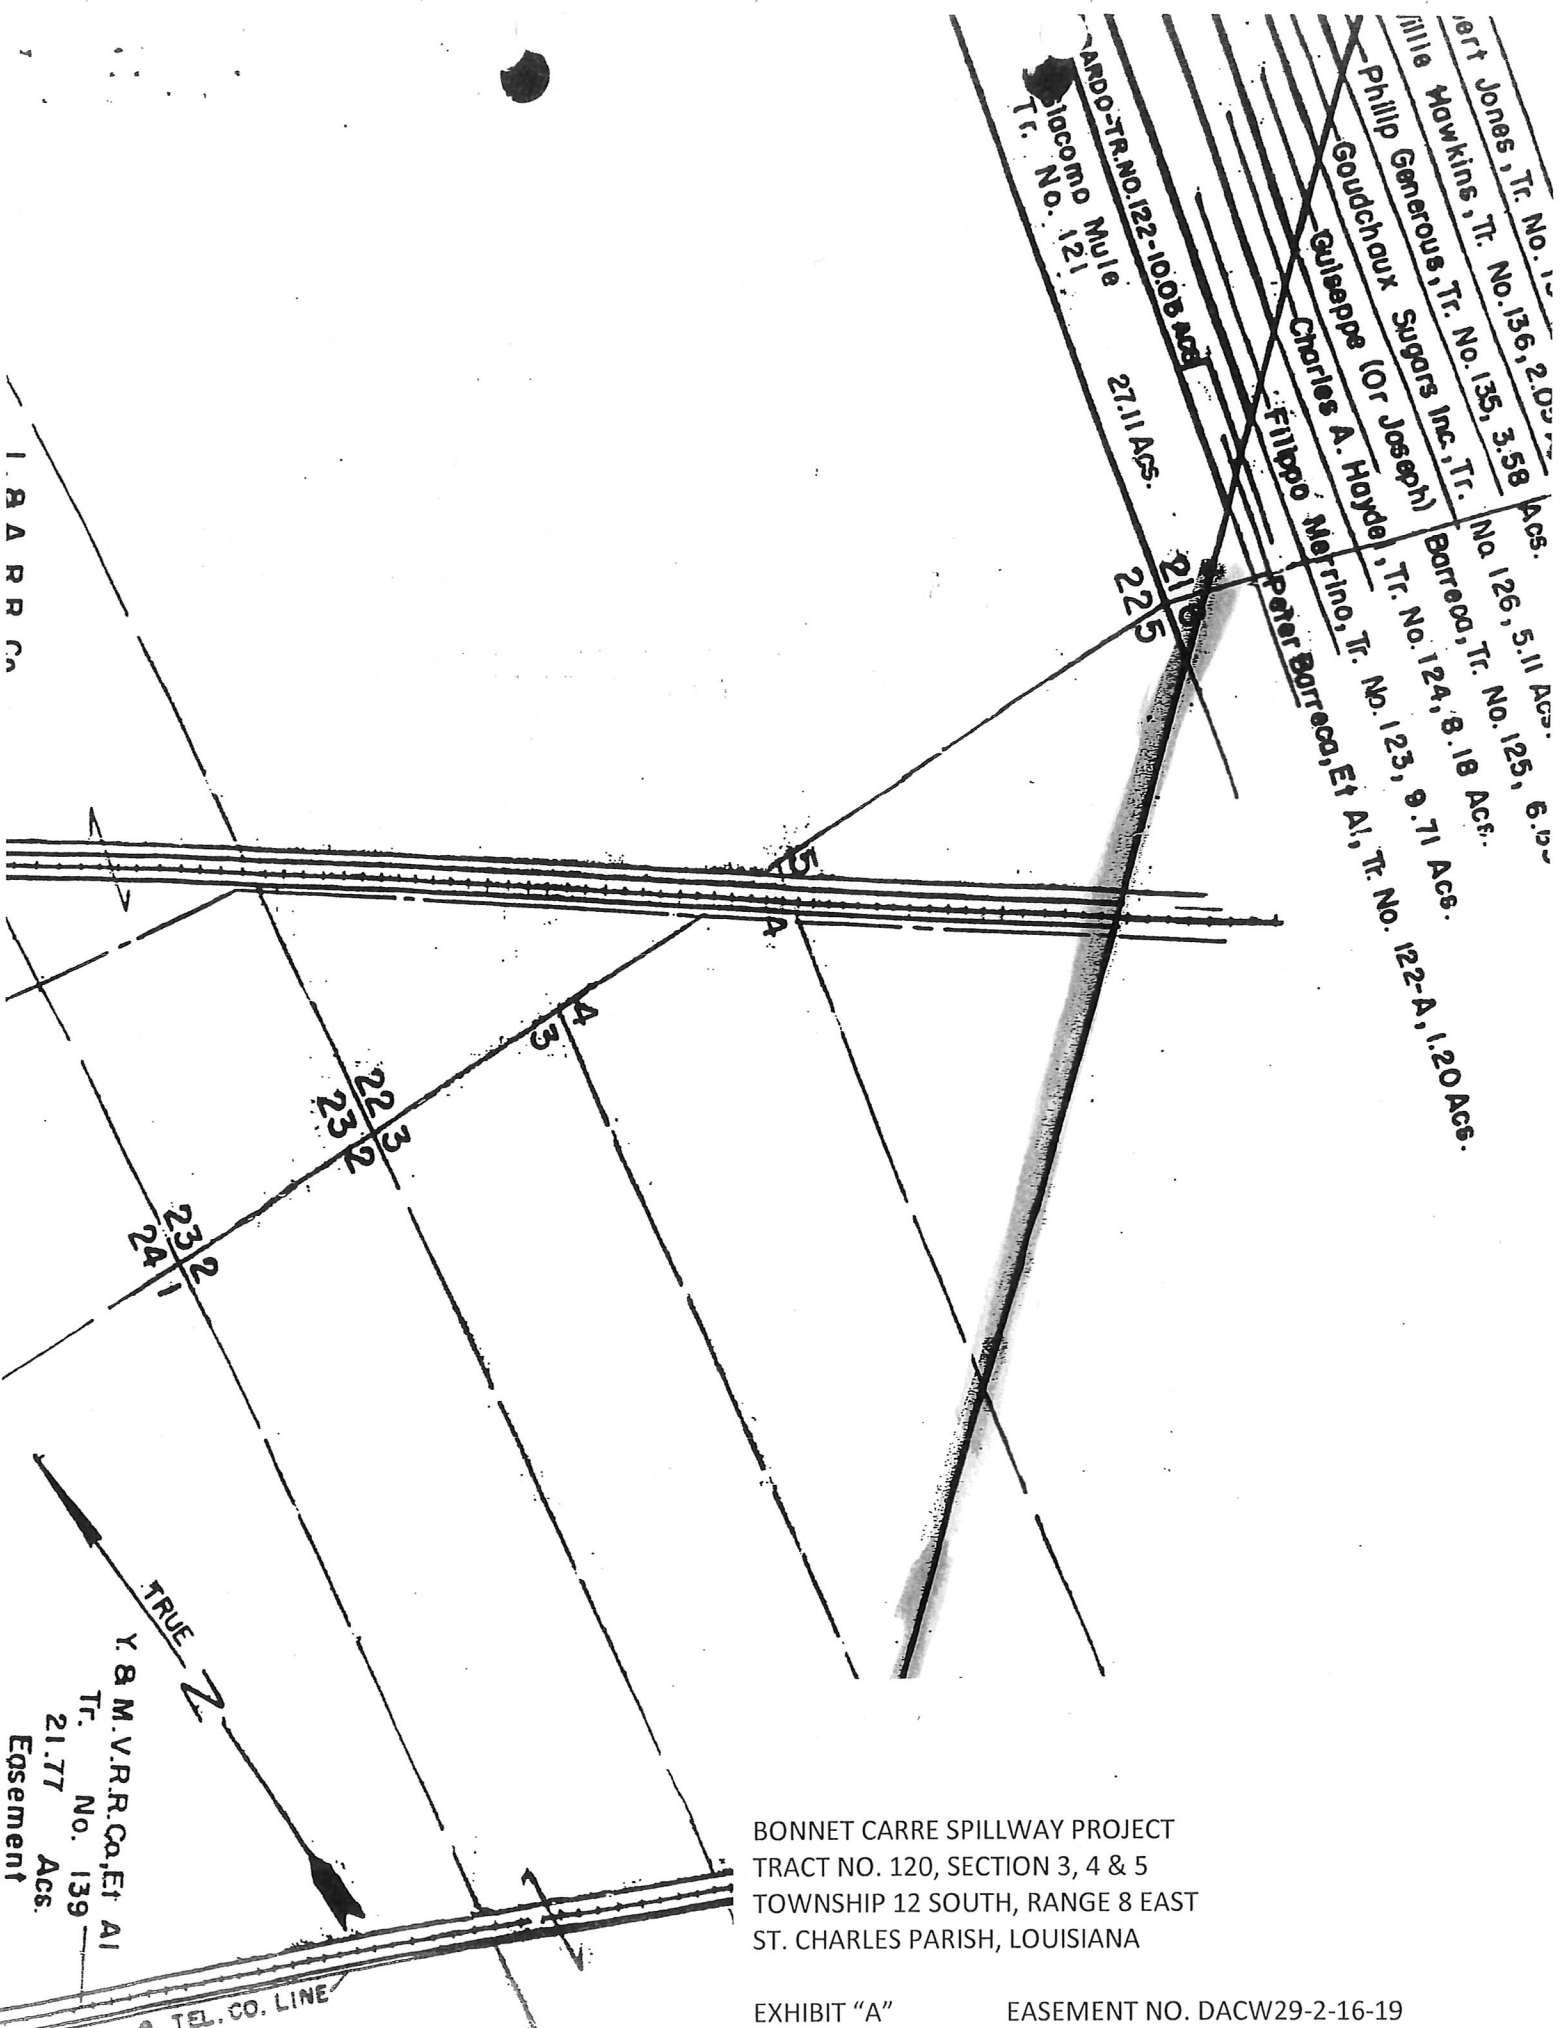 ert Jones, Tr. No.
Hawkins, Tr. No. 136, 2.09
Phillip Generous, Tr. No. 135, 3.58 Acs.
Goudchaux Sugars Inc., Tr. No. 126, 5.11 Acs.
Guiseppe (Or Joseph) Barreca, Tr. No. 125, 6.
Charles A. Haydel, Tr. No. 124, 8.18 Acs.
Filippo Merrino, Tr. No. 123, 9.71 Acs.
Peter Barreca, Et Al, Tr. No. 122-A, 1.20 Acs.
ARDO-TR. NO. 122-10.08 ACS
Giacomo Mule
Tr. No. 121
27.11 Acs.
21 6
22 5
5
4
4
3
22 3
23 2
23 2
24 1
I. B A R R Co
TRUE N
Y. & M. V. R. R. Co, Et Al
Tr. No. 139
21.77 Acs.
Easement
TEL. CO. LINE
BONNET CARRE SPILLWAY PROJECT
TRACT NO. 120, SECTION 3, 4 & 5
TOWNSHIP 12 SOUTH, RANGE 8 EAST
ST. CHARLES PARISH, LOUISIANA
EXHIBIT “A” EASEMENT NO. DACW29-2-16-19